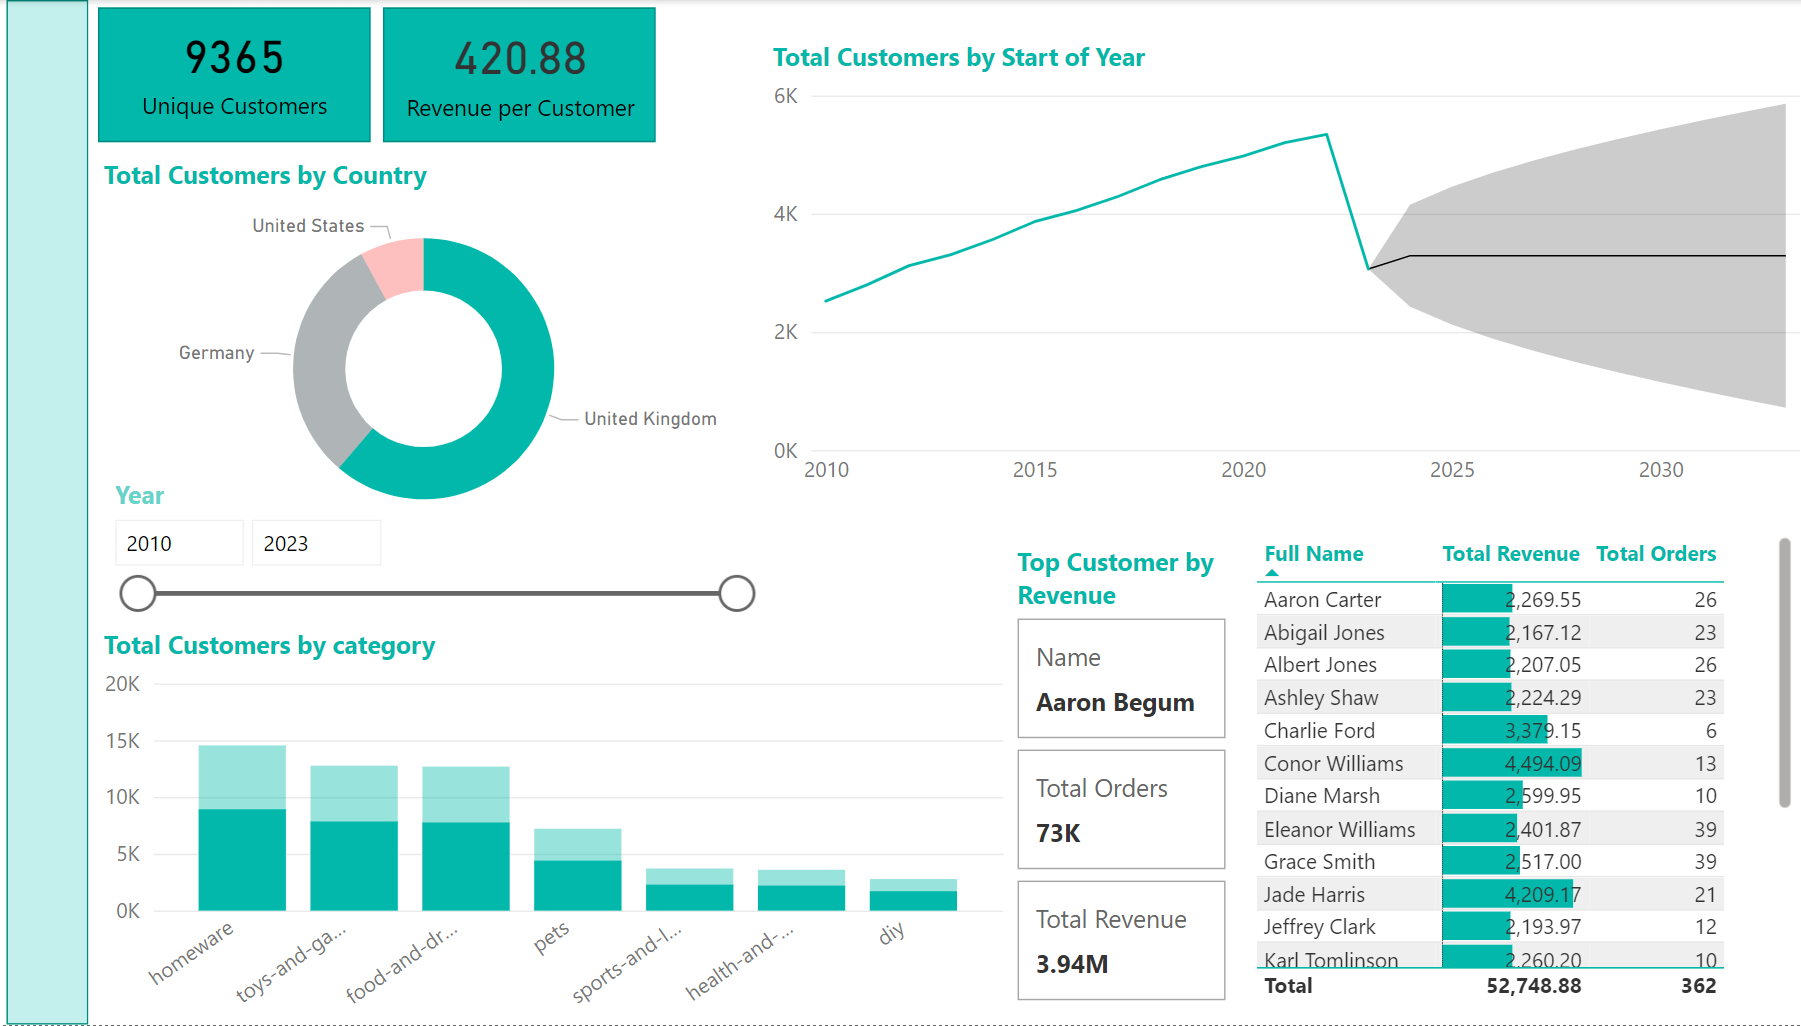 9365
Unique Customers
420.88
Revenue per Customer
Total Customers by Country
United States
Germany
United Kingdom
Total Customers by Start of Year
6K
4K
2K
0K
2010
2015
2020
2025
2030
Year
2010
2023
Total Customers by category
20K
15K
10K
5K
0K
homeware
toys-and-ga...
food-and-dr...
pets
sports-and-l...
health-and-...
diy
Top Customer by
Revenue
Name
Aaron Begum
Total Orders
73K
Total Revenue
3.94M
Full Name Total Revenue Total Orders
Aaron Carter 2,269.55 26
Abigail Jones 2,167.12 23
Albert Jones 2,207.05 26
Ashley Shaw 2,224.29 23
Charlie Ford 3,379.15 6
Conor Williams 4,494.09 13
Diane Marsh 2,599.95 10
Eleanor Williams 2,401.87 39
Grace Smith 2,517.00 39
Jade Harris 4,209.17 21
Jeffrey Clark 2,193.97 12
Karl Tomlinson 2,260.20 10
Total 52,748.88 362